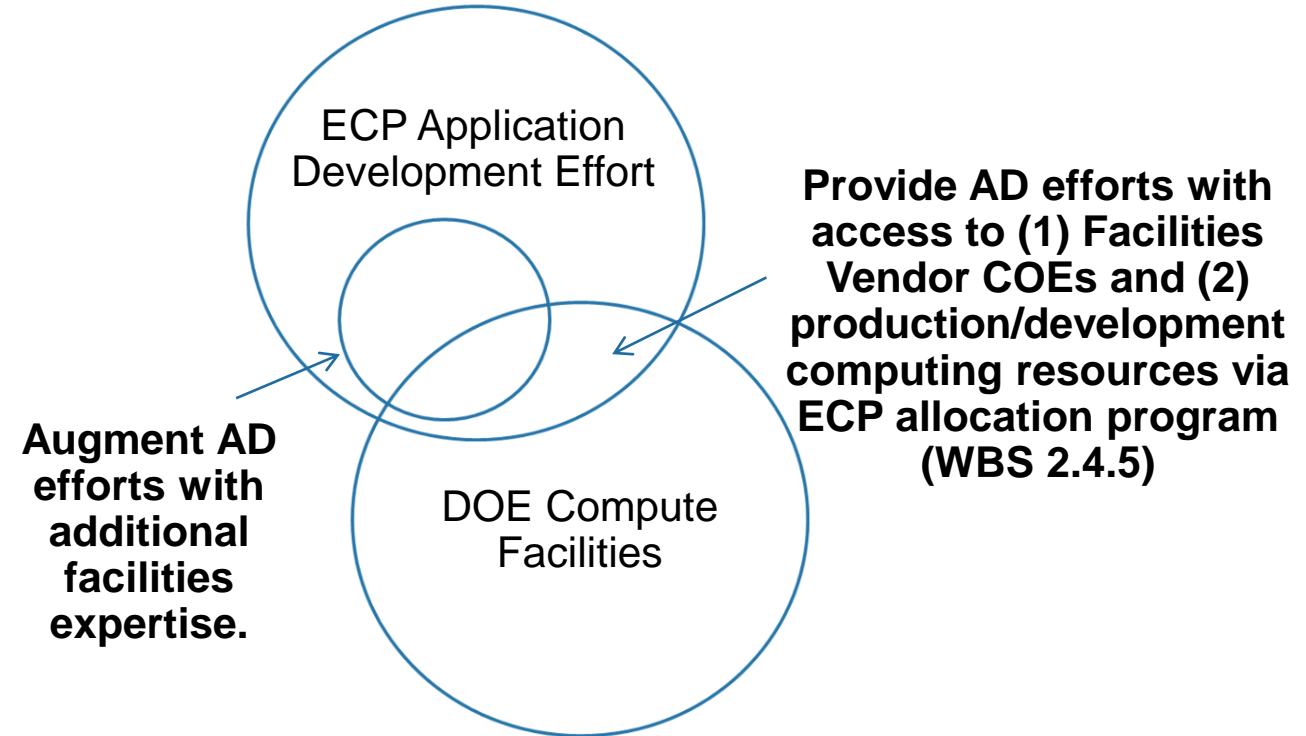 ECP Application
Development Effort
Provide AD efforts with
access to (1) Facilities
Vendor COEs and (2)
production/development
computing resources via
ECP allocation program
(WBS 2.4.5)
Augment AD
efforts with
additional
facilities
expertise.
DOE Compute
Facilities